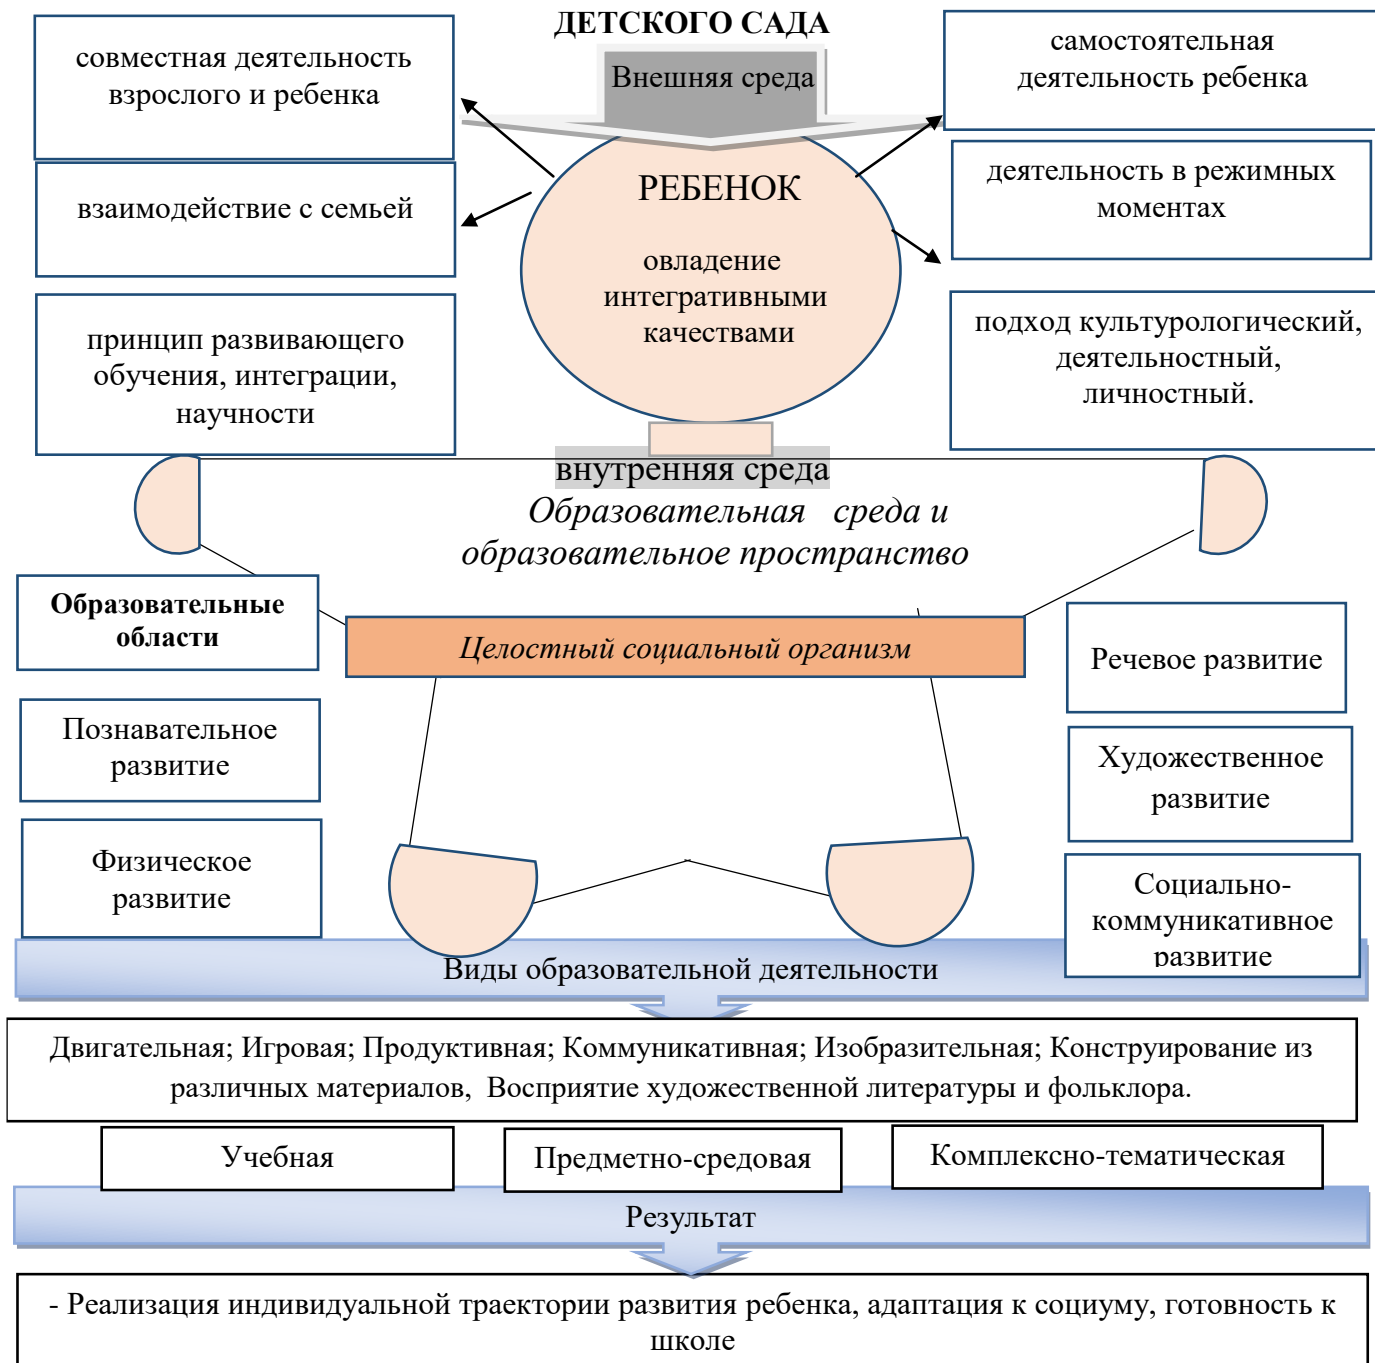 ДЕТСКОГО САДА
совместная деятельность
взрослого и ребенка
Внешняя среда
самостоятельная
деятельность ребенка
взаимодействие с семьей
РЕБЕНОК
овладение
интегративными
качествами
деятельность в режимных
моментах
принцип развивающего
обучения, интеграции,
научности
подход культурологический,
деятельностный,
личностный.
внутренняя среда
Образовательная среда и
образовательное пространство
Образовательные
области
Целостный социальный организм
Речевое развитие
Познавательное
развитие
Художественное
развитие
Физическое
развитие
Социально-
коммуникативное
развитие
Виды образовательной деятельности
Двигательная; Игровая; Продуктивная; Коммуникативная; Изобразительная; Конструирование из
различных материалов, Восприятие художественной литературы и фольклора.
Учебная
Предметно-средовая
Комплексно-тематическая
Результат
- Реализация индивидуальной траектории развития ребенка, адаптация к социуму, готовность к
школе